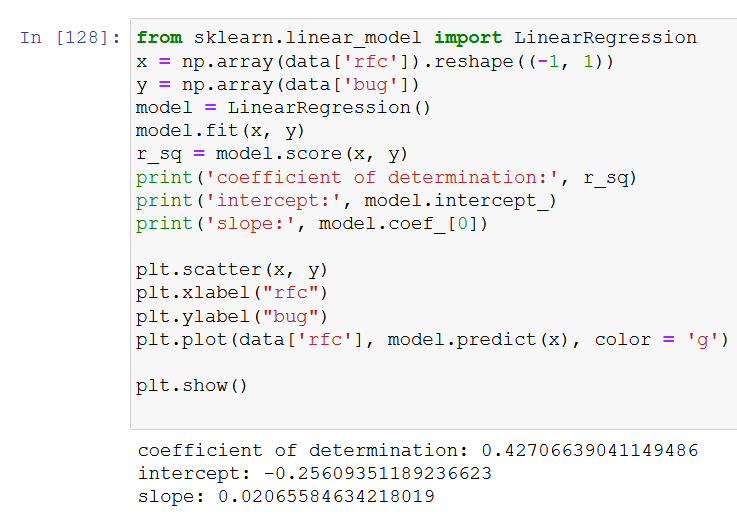 In [128]: from sklearn.linear_model import LinearRegression
x = np.array(data['rfc']).reshape((-1, 1))
y = np.array(data['bug'])
model = LinearRegression()
model.fit(x, y)
r_sq = model.score(x, y)
print('coefficient of determination:', r_sq)
print('intercept:', model.intercept_)
print('slope:', model.coef_[0])
plt.scatter(x, y)
plt.xlabel("rfc")
plt.ylabel("bug")
plt.plot(data['rfc'], model.predict(x), color = 'g')
plt.show()
coefficient of determination: 0.42706639041149486
intercept: -0.25609351189236623
slope: 0.02065584634218019